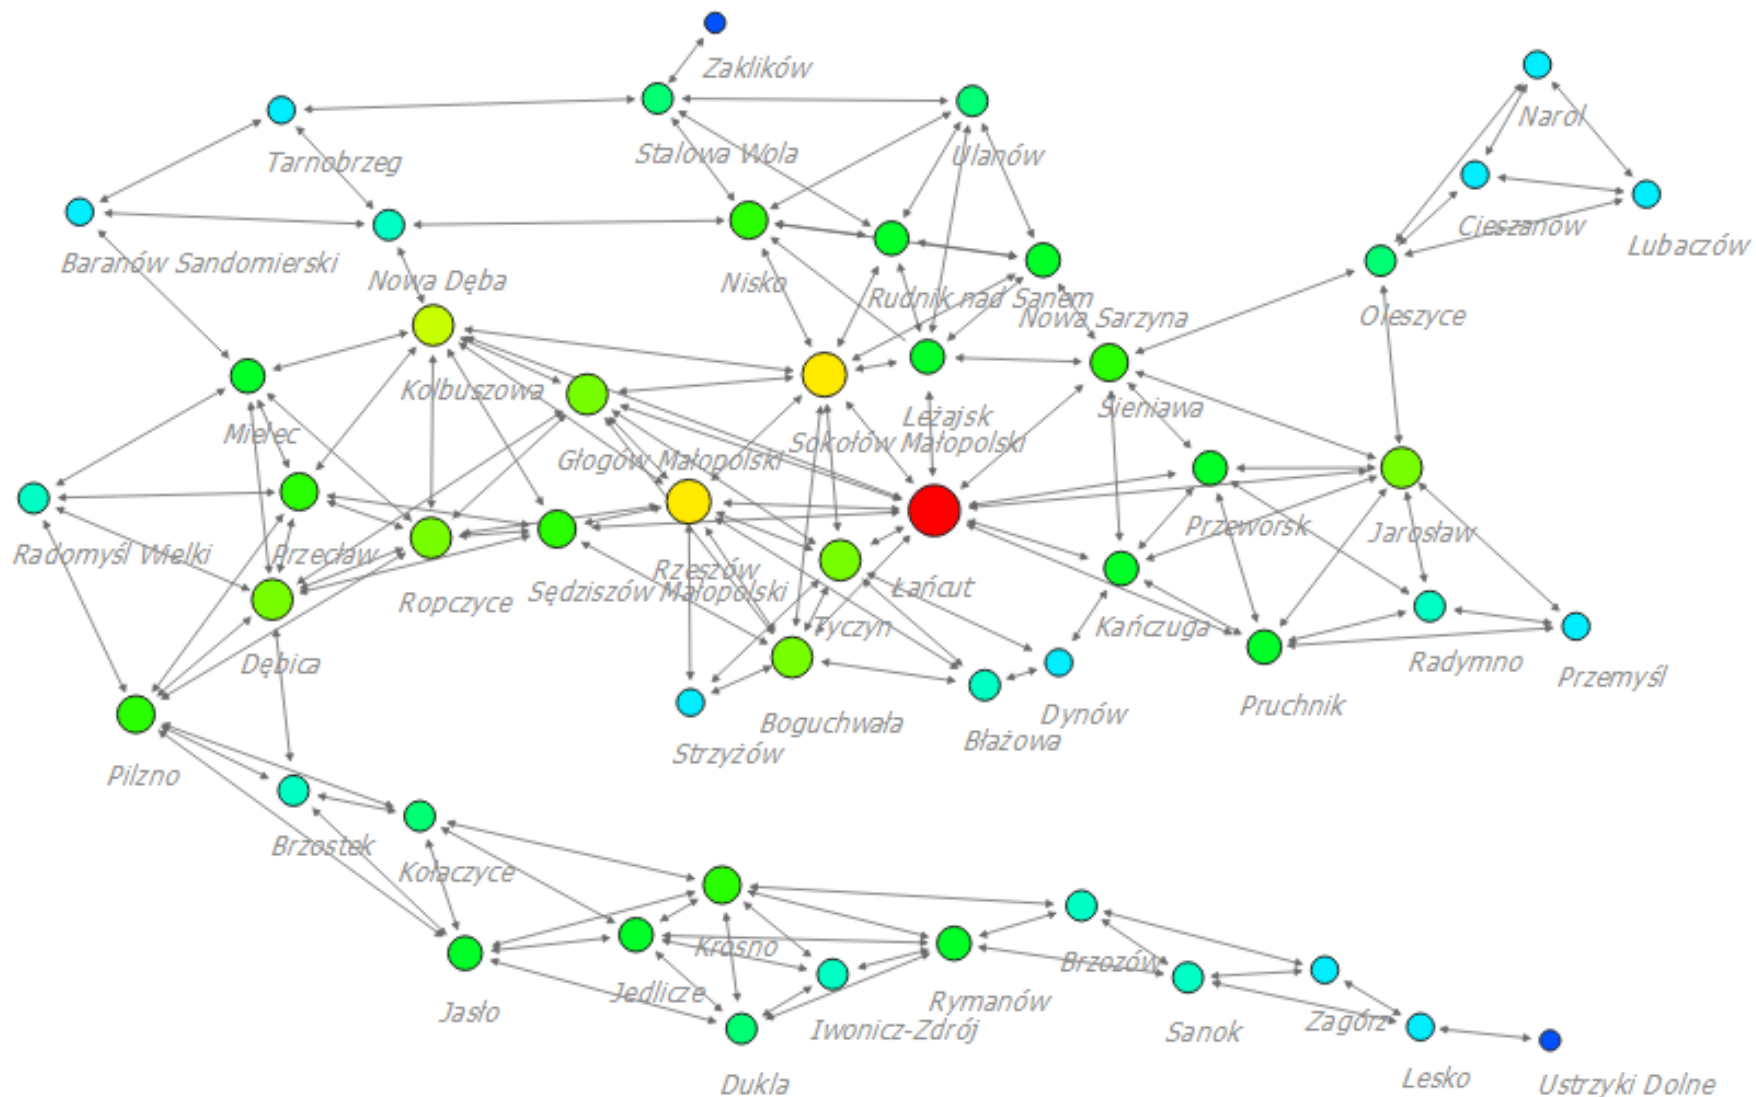 Zaklików
Narol
Tarnobrzeg
Stalowa Wola
Ulanów
Cieszanów
Lubaczów
Baranów Sandomierski
Nowa Dęba
Nisko
Rudnik nad Sanem
Nowa Sarzyna
Oleszyce
Kolbuszowa
Mielec
Głogów Małopolski
Sokołów Małopolski
Leżajsk
Sieniawa
Radomyśl Wielki
Przecław
Ropczyce
Sędziszów Małopolski
Rzeszów
Łańcut
Przeworsk
Jarosław
Dębica
Tyczyn
Kańczuga
Radymno
Przemyśl
Pruchnik
Pilzno
Strzyżów
Boguchwała
Błażowa
Dynów
Brzostek
Kołaczyce
Krosno
Jasło
Jedlicze
Iwonicz-Zdrój
Rymanów
Brzozów
Sanok
Zagórz
Dukla
Lesko
Ustrzyki Dolne